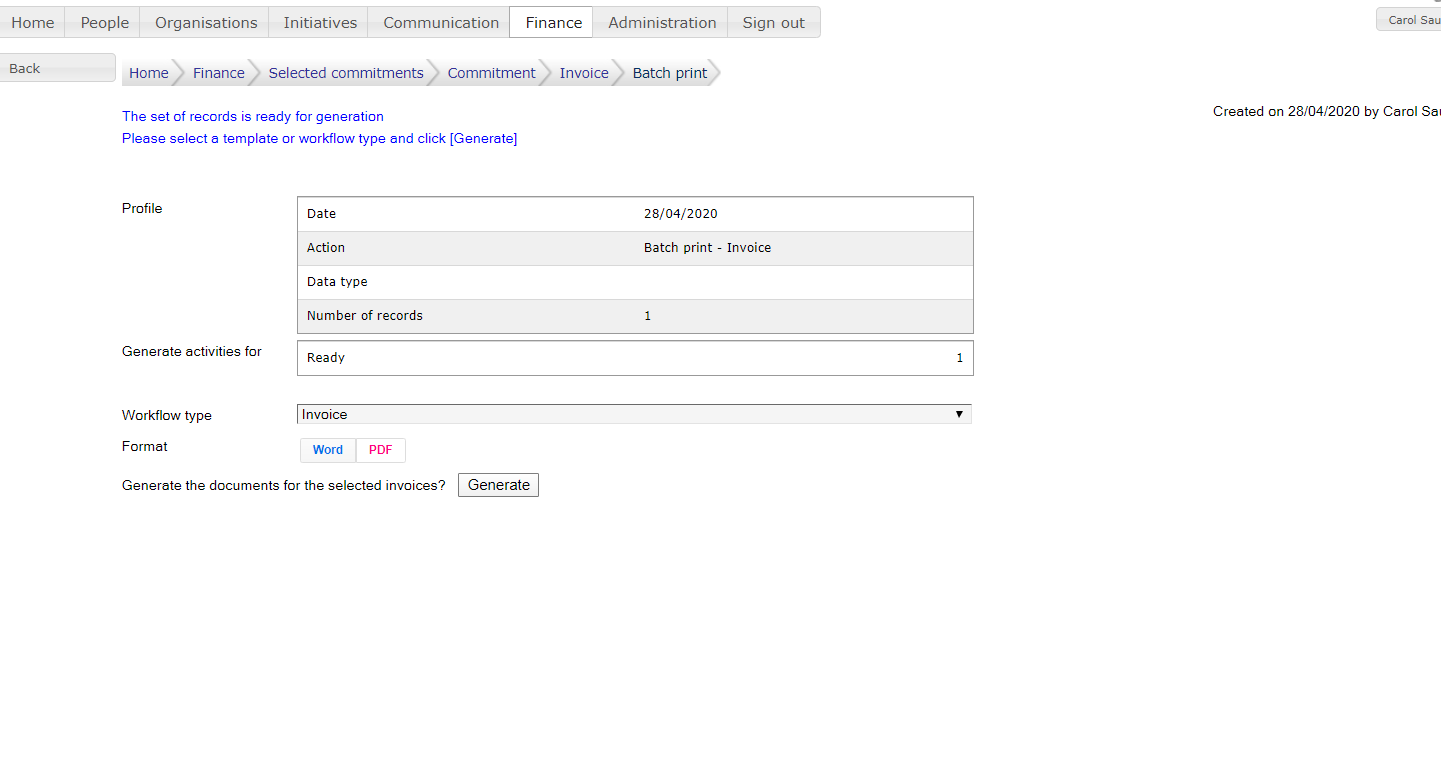 Home People Organisations Initiatives Communication Finance Administration Sign out
Carol Sau
Back
Home Finance Selected commitments Commitment Invoice Batch print
The set of records is ready for generation
Created on 28/04/2020 by Carol Sau
Please select a template or workflow type and click [Generate]
Profile
Date 28/04/2020
Action Batch print - Invoice
Data type
Number of records 1
Generate activities for
Ready 1
Workflow type Invoice
Format Word PDF
Generate the documents for the selected invoices? Generate